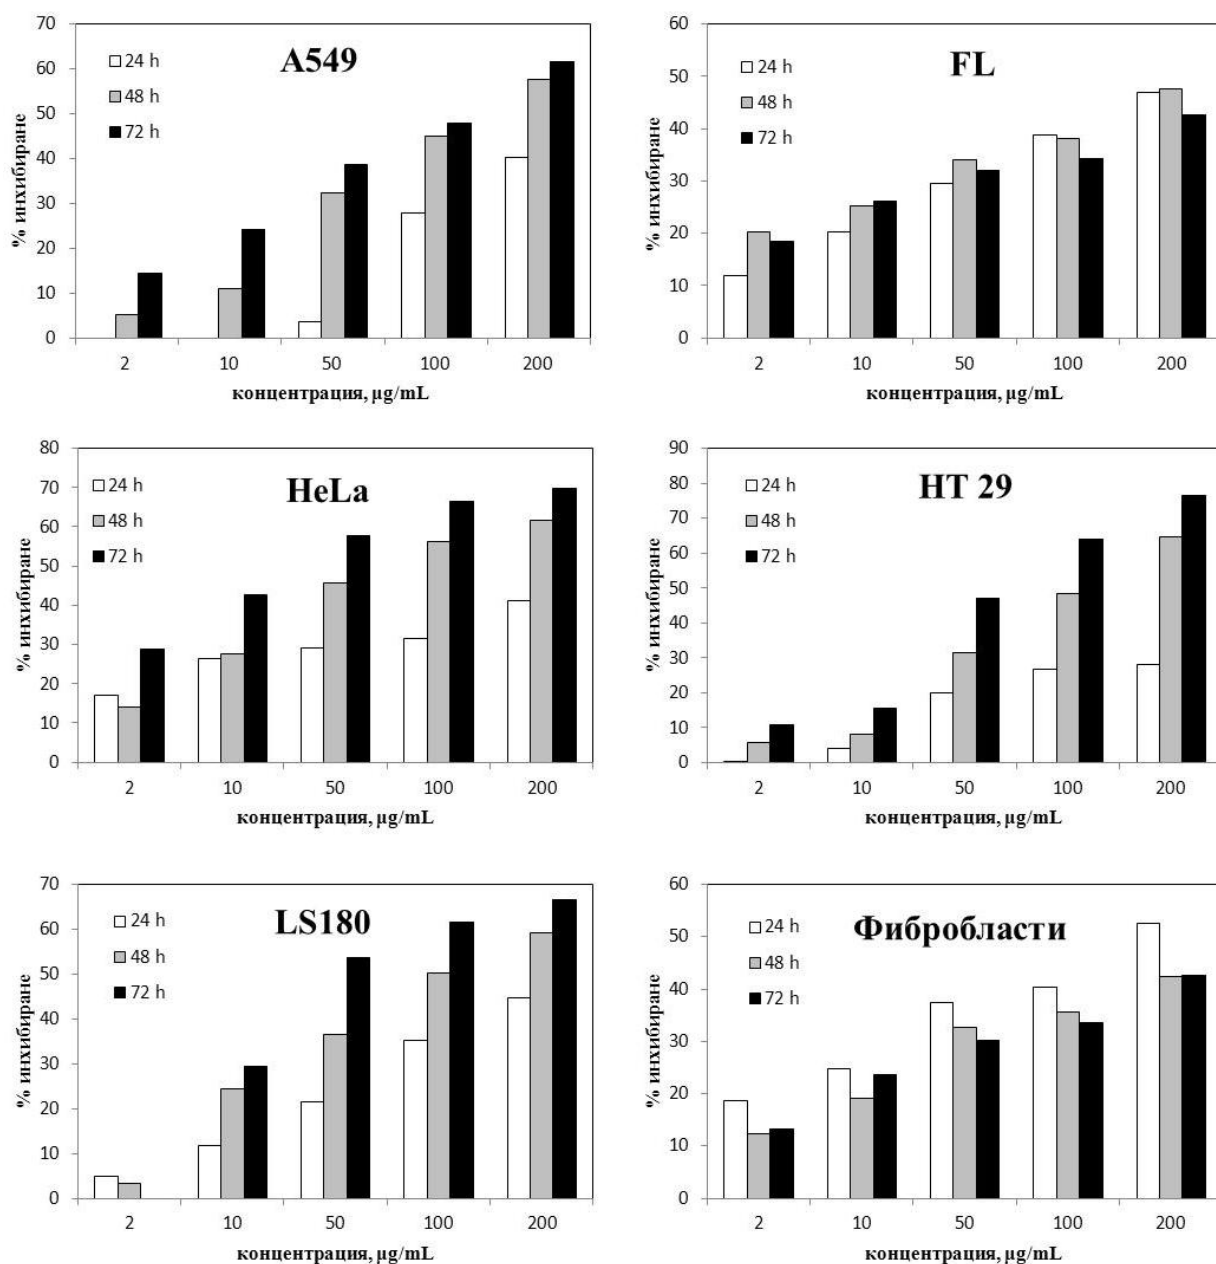 A549
24 h
48 h
72 h
70
60
50
40
30
20
10
0
% инхибиране
2 10 50 100 200
концентрация, µg/mL
FL
24 h
48 h
72 h
60
50
40
30
20
10
0
% инхибиране
2 10 50 100 200
концентрация, µg/mL
HeLa
24 h
48 h
72 h
80
70
60
50
40
30
20
10
0
% инхибиране
2 10 50 100 200
концентрация, µg/mL
HT 29
24 h
48 h
72 h
90
80
70
60
50
40
30
20
10
0
% инхибиране
2 10 50 100 200
концентрация, µg/mL
LS180
24 h
48 h
72 h
70
60
50
40
30
20
10
0
% инхибиране
2 10 50 100 200
концентрация, µg/mL
Фибробласти
24 h
48 h
72 h
60
50
40
30
20
10
0
% инхибиране
2 10 50 100 200
концентрация, µg/mL